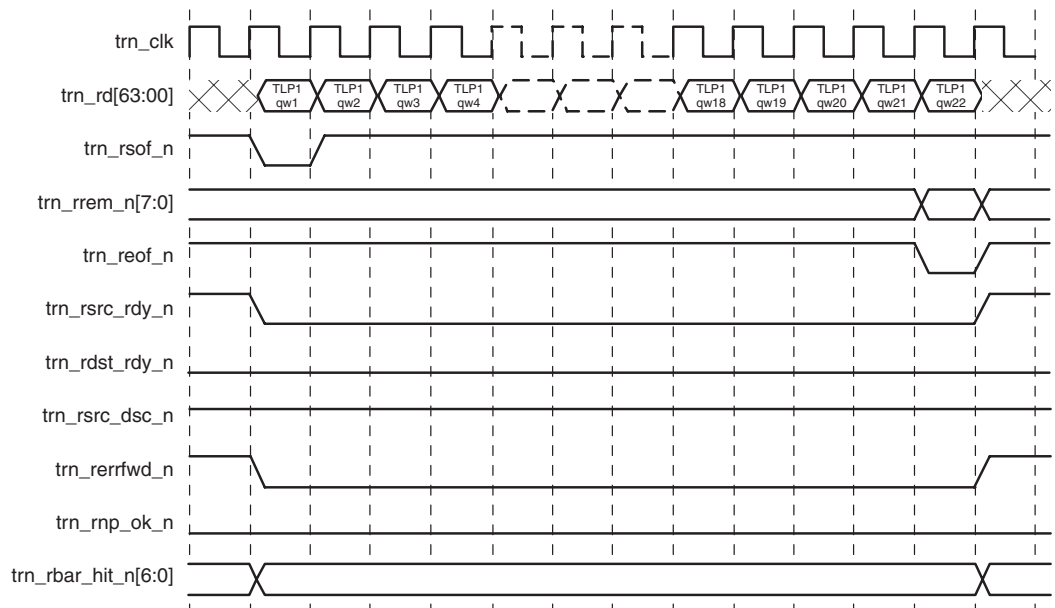 trn_clk
trn_rd[63:00]
TLP1 qw1
TLP1 qw2
TLP1 qw3
TLP1 qw4
TLP1 qw18
TLP1 qw19
TLP1 qw20
TLP1 qw21
TLP1 qw22
trn_rsof_n
trn_rrem_n[7:0]
trn_reof_n
trn_rsrc_rdy_n
trn_rdst_rdy_n
trn_rsrc_dsc_n
trn_rerrfwd_n
trn_rnp_ok_n
trn_rbar_hit_n[6:0]